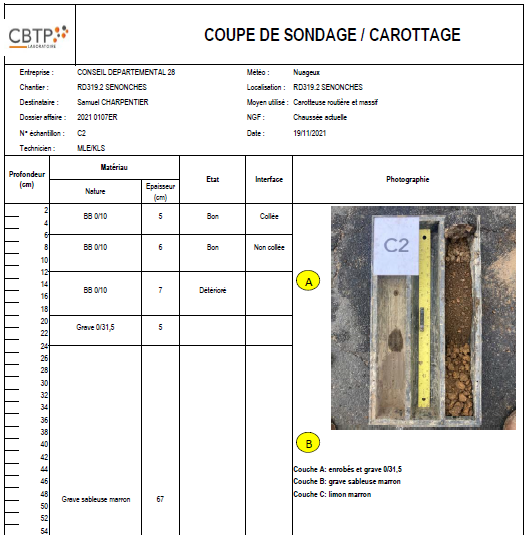 CBTP
LABORATOIRE
COUPE DE SONDAGE / CAROTTAGE
Entreprise : CONSEIL DEPARTEMENTAL 28 Météo : Nuageux
Chantier : RD319.2 SENONCHES Localisation : RD319.2 SENONCHES
Destinataire : Samuel CHARPENTIER Moyen utilisé : Carotteuse routière et massif
Dossier affaire : 2021 0107ER NGF : Chaussée actuelle
N° échantillon : C2 Date : 19/11/2021
Technicien : MLE/KLS
Profondeur (cm) Matériau Etat Interface Photographie
Nature Epaisseur (cm)
2
BB 0/10 5 Bon Collée
4
6
8 BB 0/10 6 Bon Non collée
10
12
14
16 BB 0/10 7 Détérioré
18
20
22 Grave 0/31,5 5
24
26
28
30
32
34
36
38
40
42
44
46
48
Grave sableuse marron 67
50
52
54
C2
A
B
Couche A: enrobés et grave 0/31,5
Couche B: grave sableuse marron
Couche C: limon marron